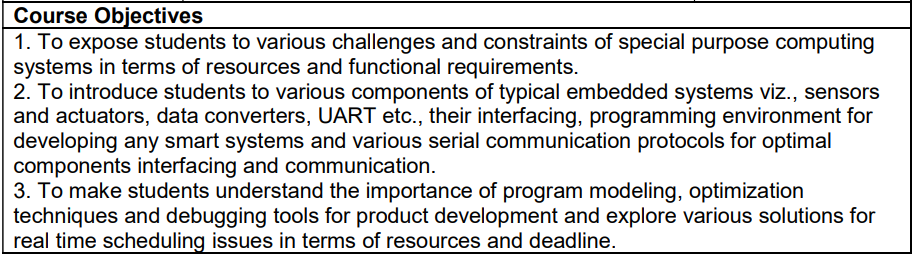 Course Objectives
1. To expose students to various challenges and constraints of special purpose computing
systems in terms of resources and functional requirements.
2. To introduce students to various components of typical embedded systems viz., sensors
and actuators, data converters, UART etc., their interfacing, programming environment for
developing any smart systems and various serial communication protocols for optimal
components interfacing and communication.
3. To make students understand the importance of program modeling, optimization
techniques and debugging tools for product development and explore various solutions for
real time scheduling issues in terms of resources and deadline.